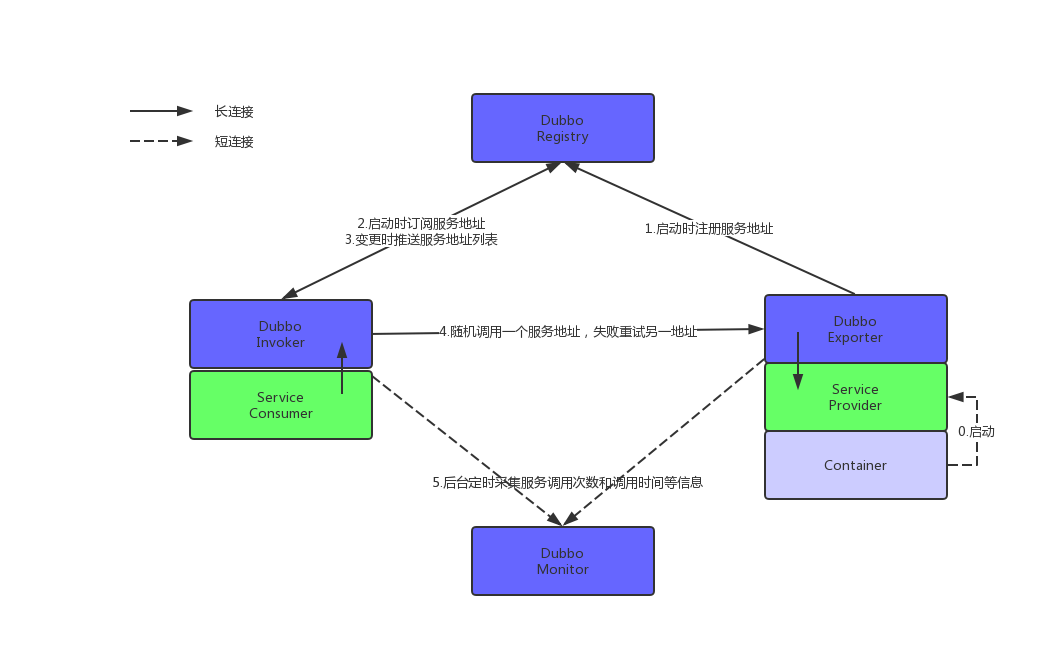 长连接
短连接
Dubbo
Registry
2.启动时订阅服务地址
3.变更时推送服务地址列表
1.启动时注册服务地址
Dubbo
Invoker
Service
Consumer
4.随机调用一个服务地址，失败重试另一地址
Dubbo
Exporter
Service
Provider
Container
0.启动
5.后台定时采集服务调用次数和调用时间等信息
Dubbo
Monitor